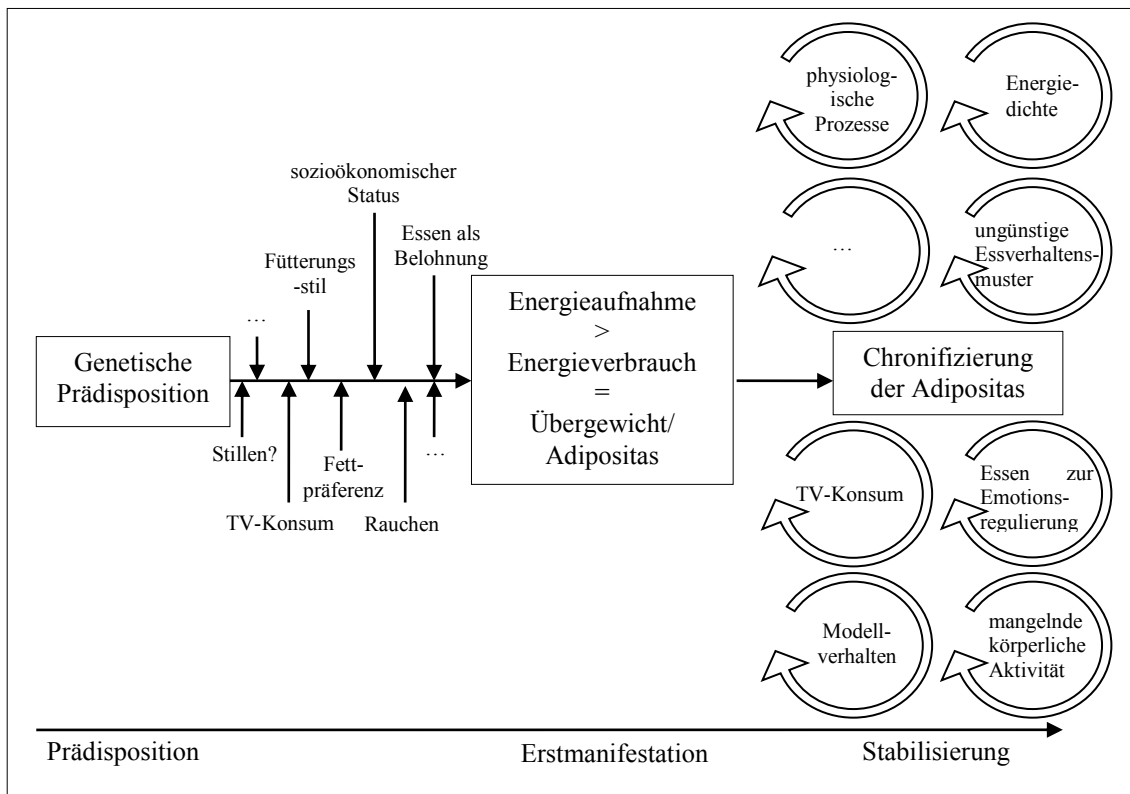 physiolog-
ische
Prozesse
Energie-
dichte
sozioökonomischer
Status
Essen als
Belohnung
Fütterungs
-stil
…
…
ungünstige
Essverhaltens-
muster
Genetische
Prädisposition
Energieaufnahme
>
Energieverbrauch
=
Übergewicht/
Adipositas
Chronifizierung
der Adipositas
Stillen?
TV-Konsum
Fett-
präferenz
Rauchen
…
TV-Konsum
Essen zur
Emotions-
regulierung
Modell-
verhalten
mangelnde
körperliche
Aktivität
Prädisposition
Erstmanifestation
Stabilisierung